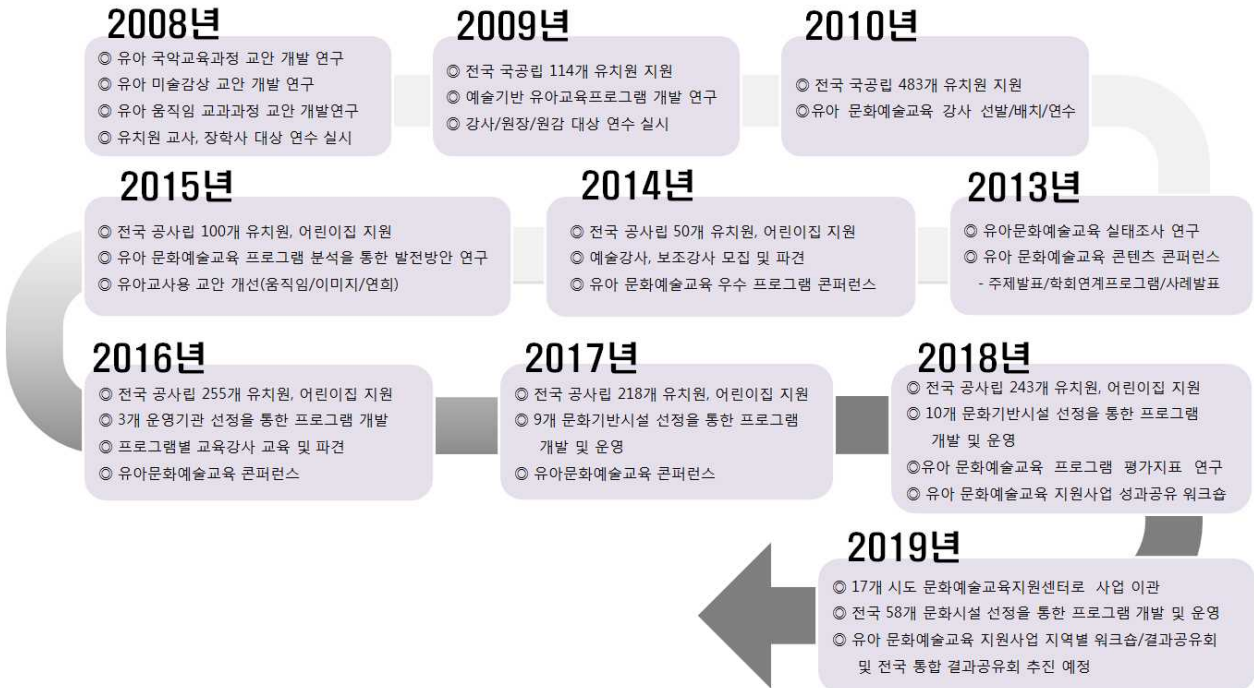 2008년
◎ 유아 국악교육과정 교안 개발 연구
◎ 유아 미술감상 교안 개발 연구
◎ 유아 움직임 교과과정 교안 개발연구
◎ 유치원 교사, 장학사 대상 연수 실시
2009년
◎ 전국 국공립 114개 유치원 지원
◎ 예술기반 유아교육프로그램 개발 연구
◎ 강사/원장/원감 대상 연수 실시
2010년
◎ 전국 국공립 483개 유치원 지원
◎유아 문화예술교육 강사 선발/배치/연수
2013년
◎ 유아문화예술교육 실태조사 연구
◎ 유아 문화예술교육 콘텐츠 콘퍼런스
- 주제발표/학회연계프로그램/사례발표
2014년
◎ 전국 공사립 50개 유치원, 어린이집 지원
◎ 예술강사, 보조강사 모집 및 파견
◎ 유아 문화예술교육 우수 프로그램 콘퍼런스
2015년
◎ 전국 공사립 100개 유치원, 어린이집 지원
◎ 유아 문화예술교육 프로그램 분석을 통한 발전방안 연구
◎ 유아교사용 교안 개선(움직임/이미지/연희)
2016년
◎ 전국 공사립 255개 유치원, 어린이집 지원
◎ 3개 운영기관 선정을 통한 프로그램 개발
◎ 프로그램별 교육강사 교육 및 파견
◎ 유아문화예술교육 콘퍼런스
2017년
◎ 전국 공사립 218개 유치원, 어린이집 지원
◎ 9개 문화기반시설 선정을 통한 프로그램
개발 및 운영
◎ 유아문화예술교육 콘퍼런스
2018년
◎ 전국 공사립 243개 유치원, 어린이집 지원
◎ 10개 문화기반시설 선정을 통한 프로그램
개발 및 운영
◎유아 문화예술교육 프로그램 평가지표 연구
◎ 유아 문화예술교육 지원사업 성과공유 워크숍
2019년
◎ 17개 시도 문화예술교육지원센터로 사업 이관
◎ 전국 58개 문화시설 선정을 통한 프로그램 개발 및 운영
◎ 유아 문화예술교육 지원사업 지역별 워크숍/결과공유회
및 전국 통합 결과공유회 추진 예정